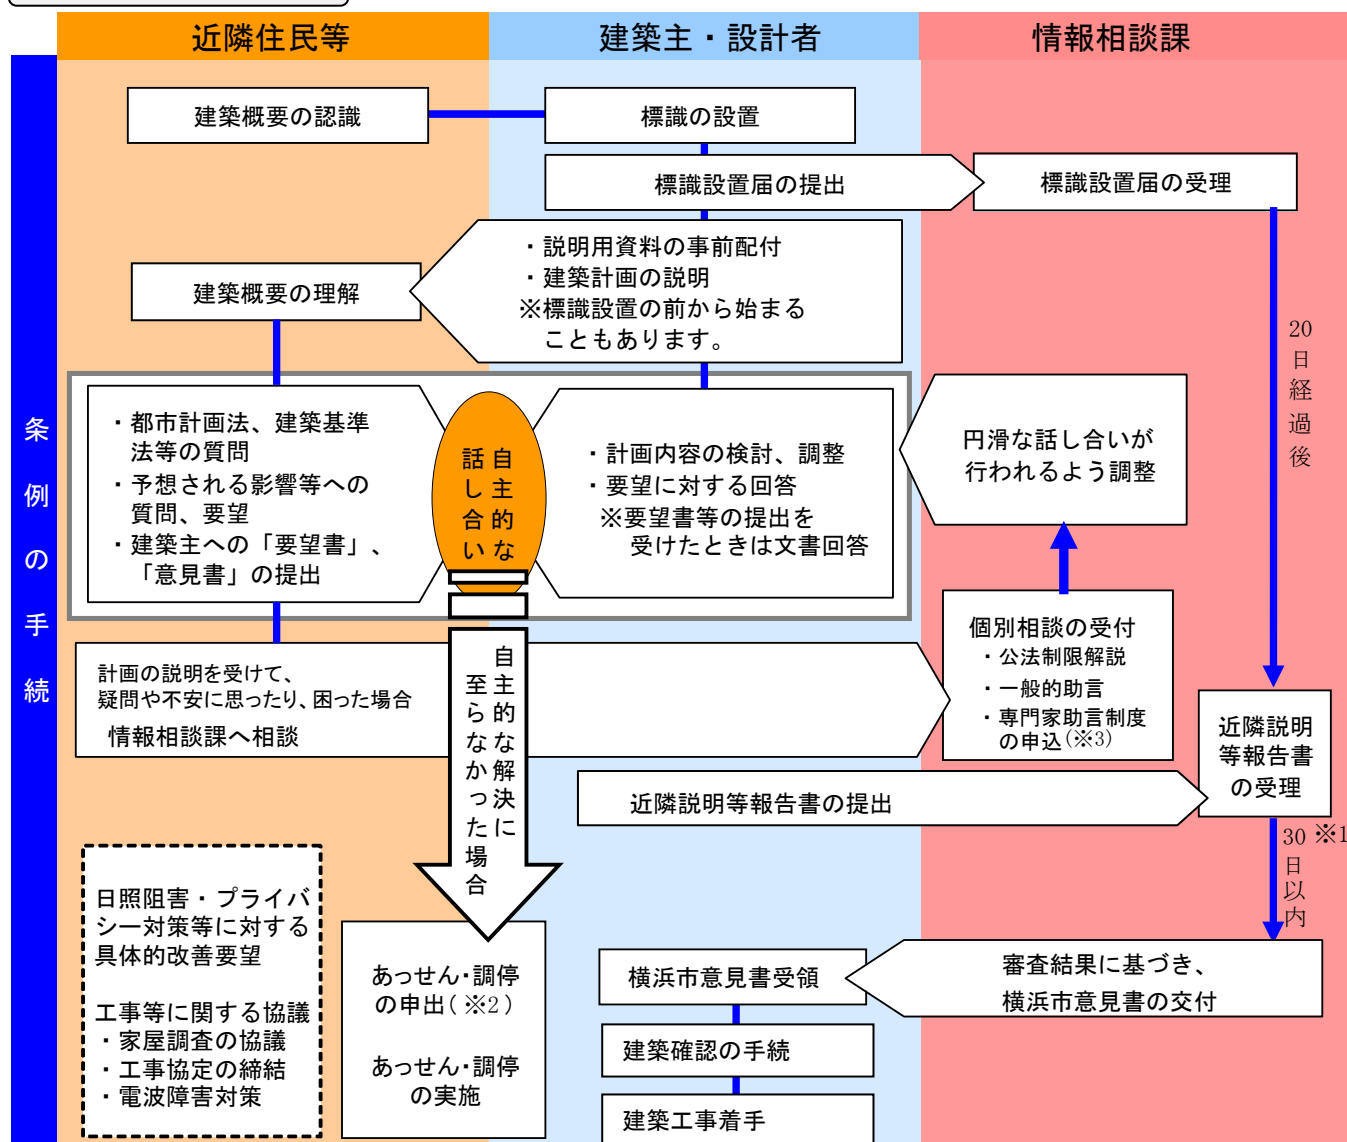 近隣住民等
建築主・設計者
情報相談課
条例の手続
建築概要の認識
標識の設置
標識設置届の提出
標識設置届の受理
・説明用資料の事前配付
・建築計画の説明
※標識設置の前から始まる
こともあります。
建築概要の理解
20日経過後
・都市計画法、建築基準
法等の質問
・予想される影響等への
質問、要望
・建築主への「要望書」、
「意見書」の提出
自主的な
話し合い
・計画内容の検討、調整
・要望に対する回答
※要望書等の提出を
受けたときは文書回答
円滑な話し合いが
行われるよう調整
個別相談の受付
・公法制限解説
・一般的助言
・専門家助言制度
の申込(※3)
計画の説明を受けて、
疑問や不安に思ったり、困った場合
情報相談課へ相談
自主的な解決に
至らなかった場合
近隣説明
等報告書
の受理
近隣説明等報告書の提出
30日以内
※1
日照阻害・プライバ
シー対策等に対する
具体的改善要望
工事等に関する協議
・家屋調査の協議
・工事協定の締結
・電波障害対策
あっせん・調停
の申出(※2)
あっせん・調停
の実施
横浜市意見書受領
審査結果に基づき、
横浜市意見書の交付
建築確認の手続
建築工事着手